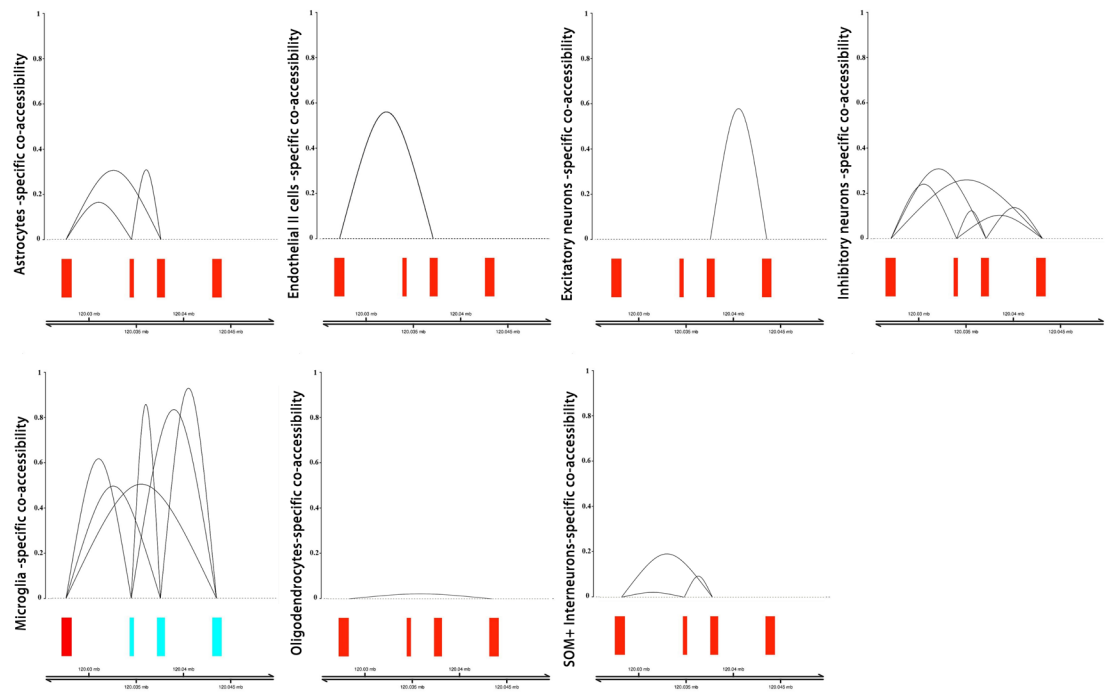 Astrocytes -specific co-accessibility
1
0.8
0.6
0.4
0.2
0
120.03 mb
120.04 mb
120.035 mb
120.045 mb
Endothelial II cells -specific co-accessibility
1
0.8
0.6
0.4
0.2
0
120.03 mb
120.04 mb
120.035 mb
120.045 mb
Excitatory neurons -specific co-accessibility
1
0.8
0.6
0.4
0.2
0
120.03 mb
120.04 mb
120.035 mb
120.045 mb
Inhibitory neurons -specific co-accessibility
1
0.8
0.6
0.4
0.2
0
120.03 mb
120.04 mb
120.035 mb
120.045 mb
Microglia -specific co-accessibility
1
0.8
0.6
0.4
0.2
0
120.03 mb
120.04 mb
120.035 mb
120.045 mb
Oligodendrocytes-specific co-accessibility
1
0.8
0.6
0.4
0.2
0
120.03 mb
120.04 mb
120.035 mb
120.045 mb
SOM+ Interneurons-specific co-accessibility
1
0.8
0.6
0.4
0.2
0
120.03 mb
120.04 mb
120.035 mb
120.045 mb